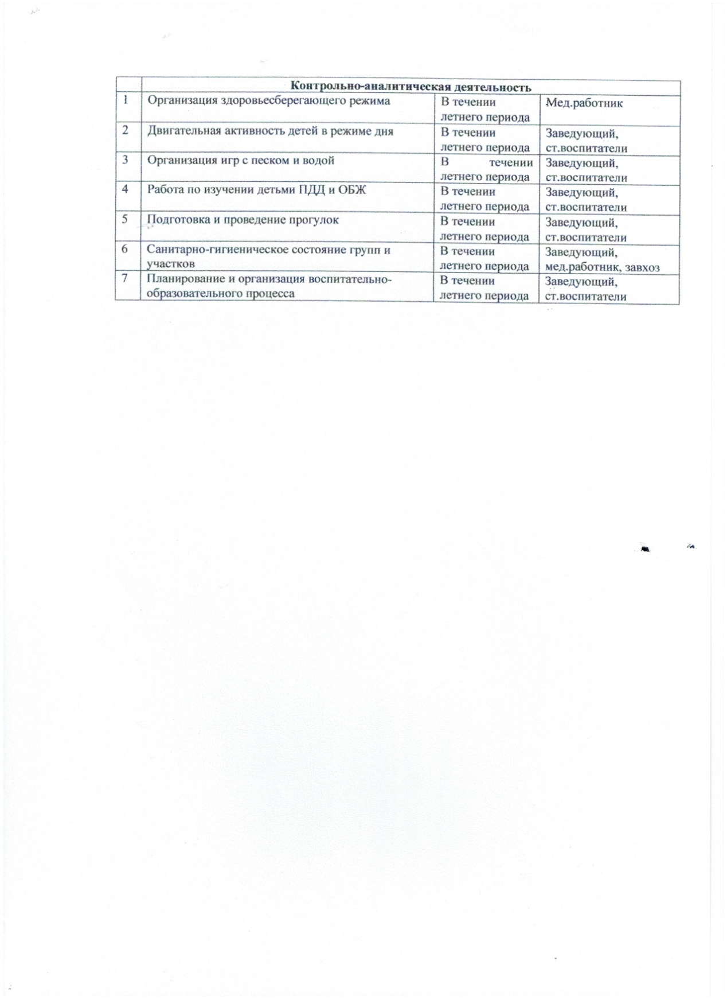 Контрольно-аналитическая деятельность
1 Организация здоровьесберегающего режима В течении Мед.работник
летнего периода
2 Двигательная активность детей в режиме дня В течении Заведующий,
летнего периода ст.воспитатели
3 Организация игр с песком и водой В течении Заведующий,
летнего периода ст.воспитатели
4 Работа по изучении детьми ПДД и ОБЖ В течении Заведующий,
летнего периода ст.воспитатели
5 Подготовка и проведение прогулок В течении Заведующий,
летнего периода ст.воспитатели
6 Санитарно-гигиеническое состояние групп и В течении Заведующий,
участков летнего периода мед.работник, завхоз
7 Планирование и организация воспитательно- В течении Заведующий,
образовательного процесса летнего периода ст.воспитатели